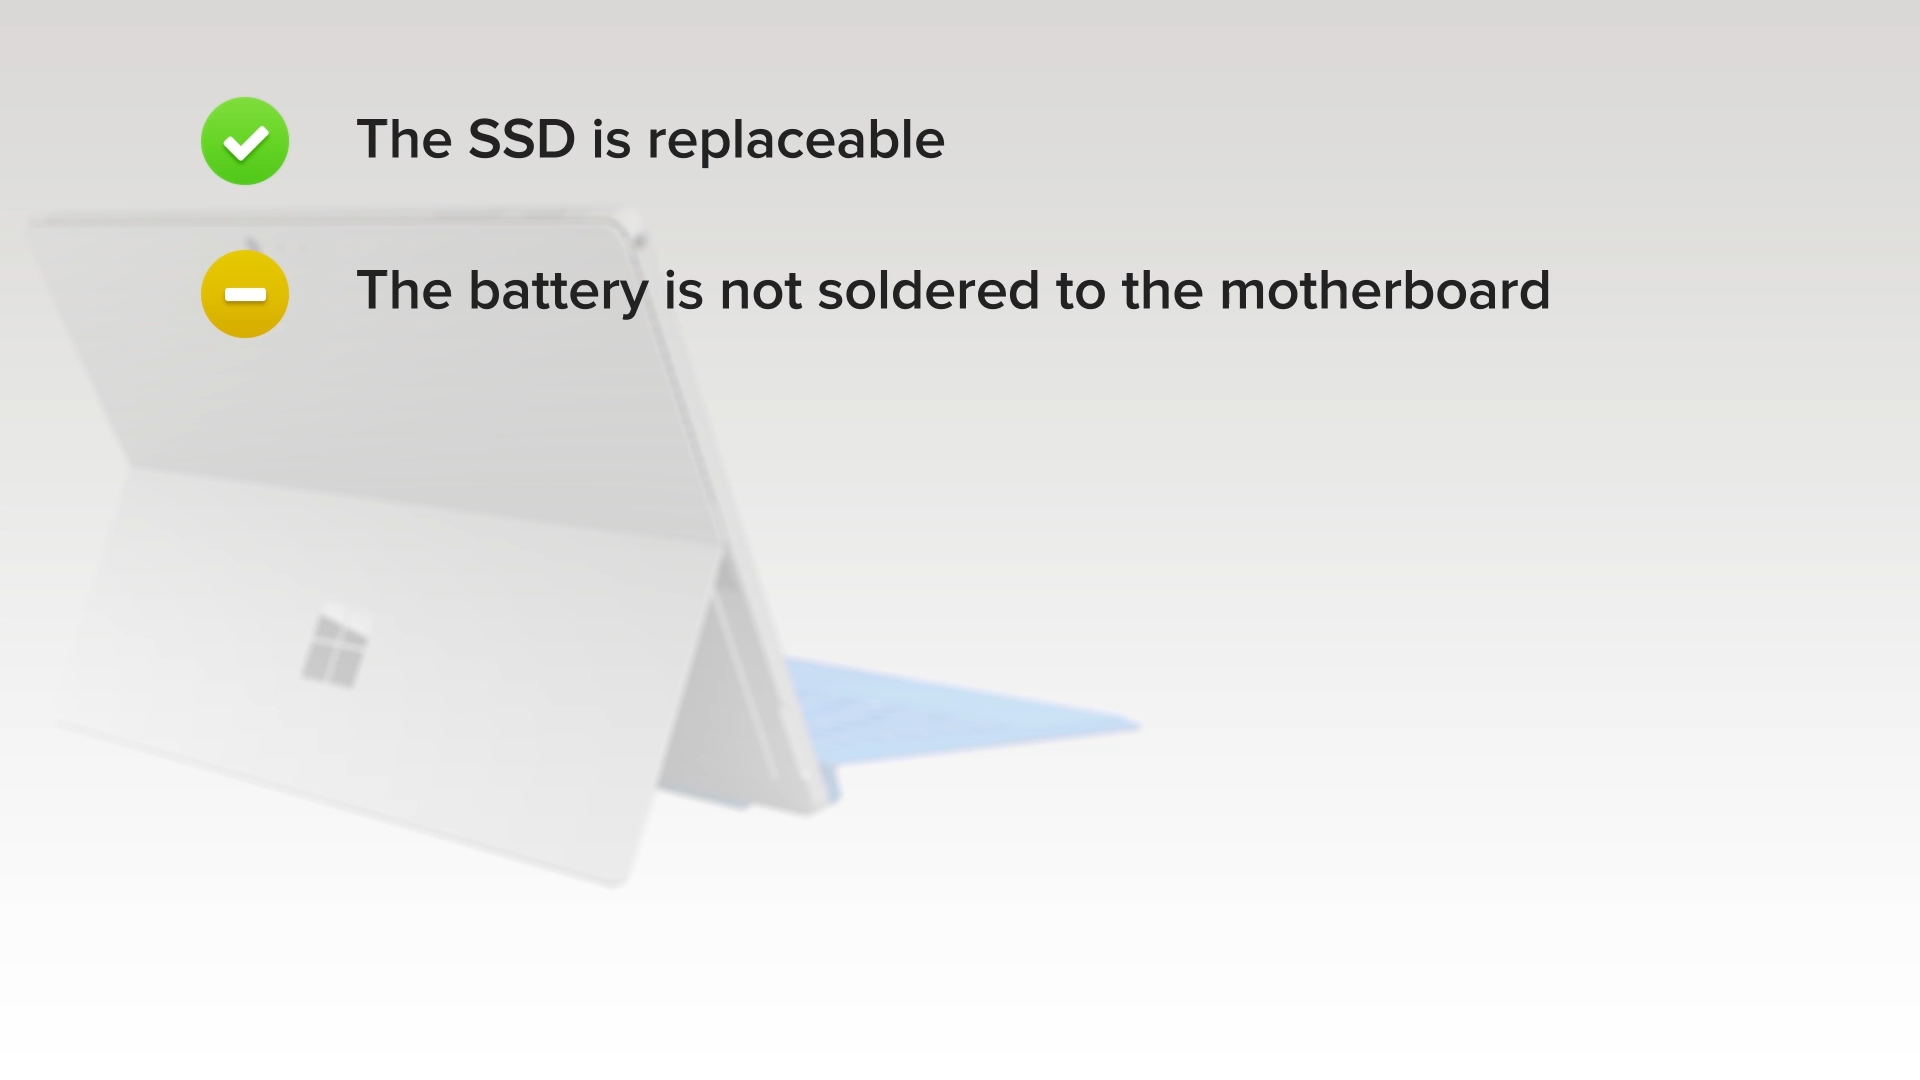 The SSD is replaceable
The battery is not soldered to the motherboard